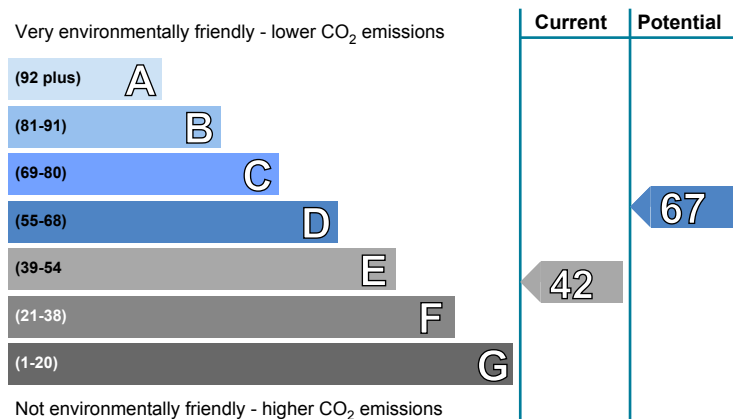 Current Potential
Very environmentally friendly - lower CO2 emissions
(92 plus) A
(81-91) B
(69-80) C
67
(55-68) D
(39-54 E
42
(21-38) F
(1-20) G
Not environmentally friendly - higher CO2 emissions